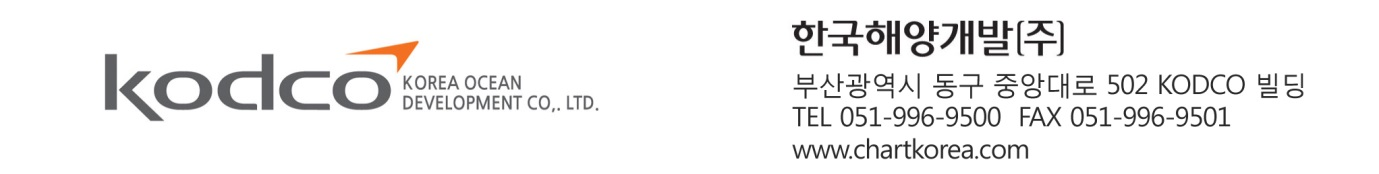 kodco
KOREA OCEAN
DEVELOPMENT CO,. LTD.
한국해양개발(주)
부산광역시 동구 중앙대로 502 KODCO 빌딩
TEL 051-996-9500 FAX 051-996-9501
www.chartkorea.com